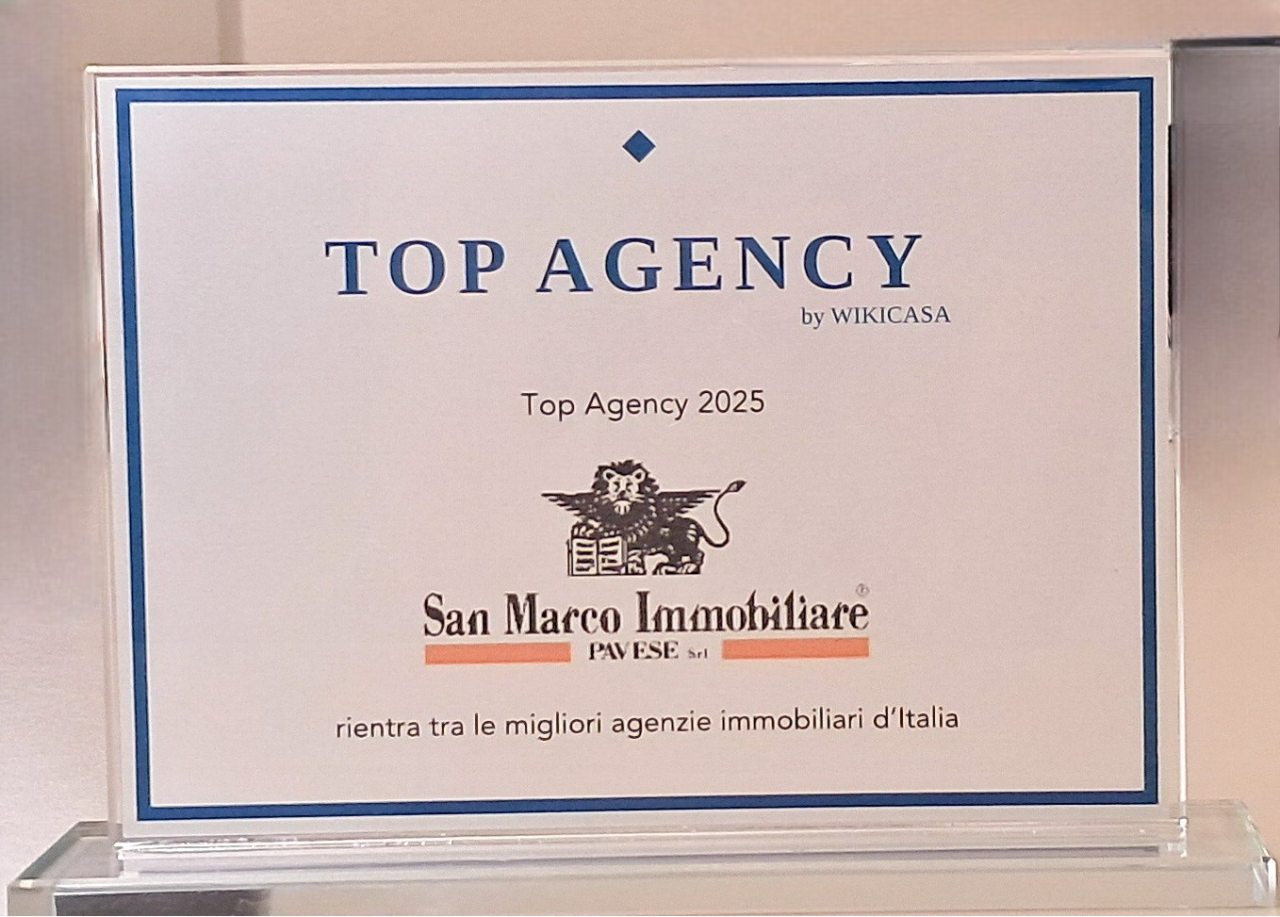 TOP AGENCY
by WIKICASA
Top Agency 2025
San Marco Immobiliare®
PAVESE Srl
rientra tra le migliori agenzie immobiliari d'Italia